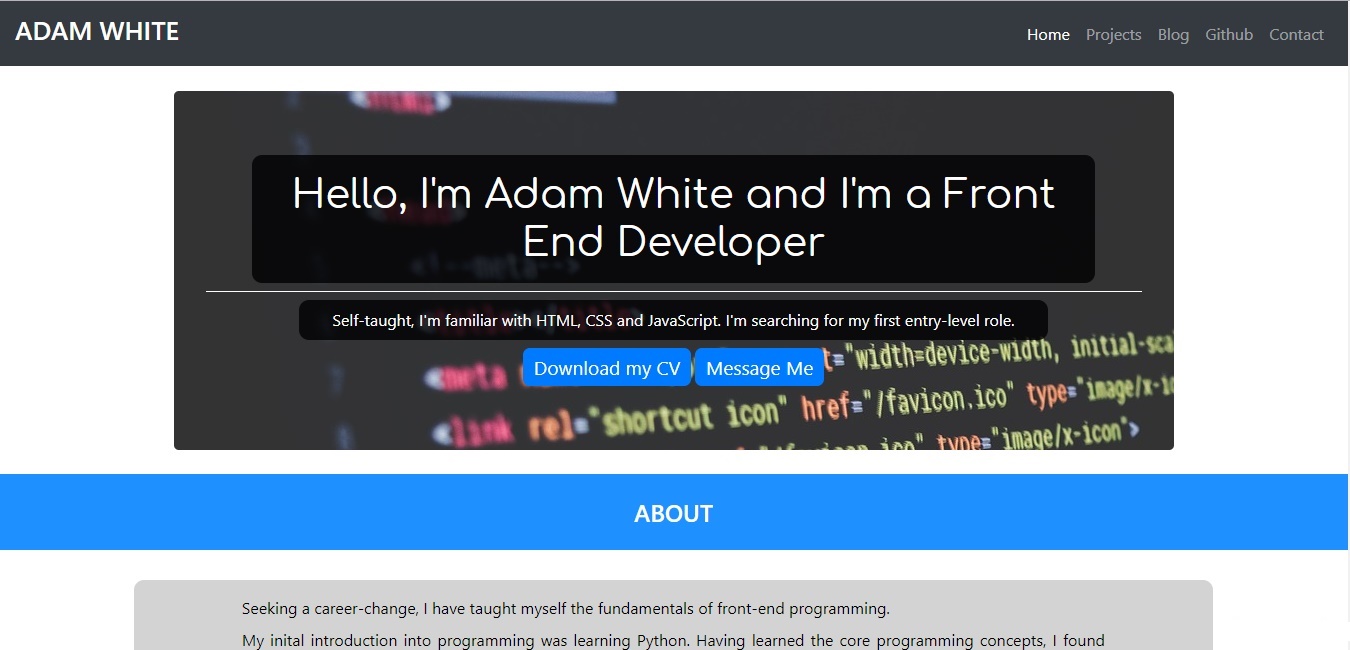 ADAM WHITE
Home Projects Blog Github Contact
Hello, I'm Adam White and I'm a Front
End Developer
<!--meta-->
Self-taught, I'm familiar with HTML, CSS and JavaScript. I'm searching for my first entry-level role.
="width=device-width, initial-sca
Download my CV Message Me
<meta
<link rel="shortcut icon" href="/favicon.ico" type="image/x-ic
type="image/x-icon">
ABOUT
Seeking a career-change, I have taught myself the fundamentals of front-end programming.
My inital introduction into programming was learning Python. Having learned the core programming concepts, I found